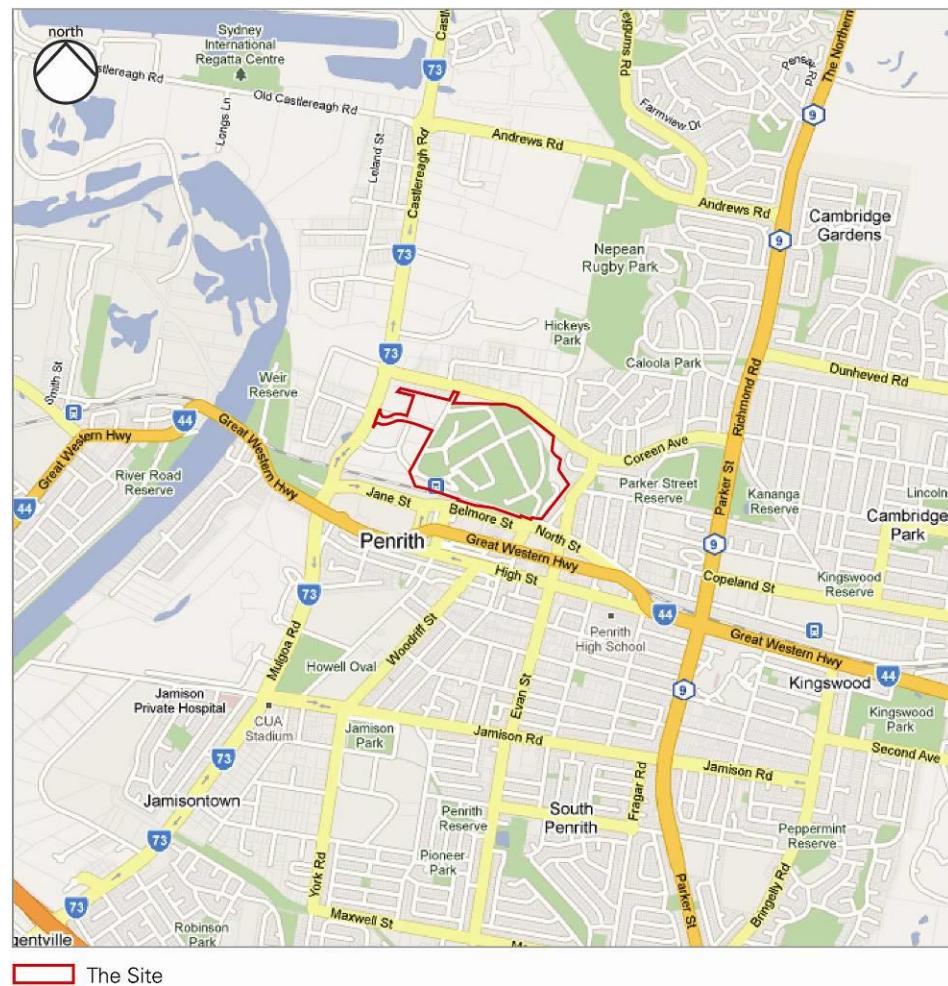 north
Sydney
International
Regatta Centre
73
Castlereagh Rd
The Northern
Farmview Dr
9
Longs Ln
Old Castlereagh Rd
Leland St
Andrews Rd
Castlereagh Rd
Andrews Rd
Cambridge
Gardens
9
73
Nepean
Rugby Park
Hickeys
Park
Smith St
73
Caloola Park
Dunheved Rd
Weir
Reserve
Richmond Rd
44
Great Western Hwy
Great Western Hwy
Coreen Ave
River Road
Reserve
44
Parker Street
Reserve
Parker St
Kananga
Reserve
Lincoln
Jane St
Belmore St
North St
Cambridge
Park
Penrith
Great Western Hwy
9
High St
Copeland St
Kingswood
Reserve
73
44
Penrith
High School
Great Western Hwy
Woodriff St
Mulgoa Rd
Howell Oval
Evan St
44
Kingswood
9
Jamison
Private Hospital
CUA
Stadium
Kingswood
Park
Jamison
Park
Jamison Rd
Second Ave
73
Jamison Rd
Jamisontown
Fragar Rd
South
Penrith
Penrith
Reserve
Peppermint
Reserve
73
Pioneer
Park
York Rd
Parker St
Bringelly Rd
73
Maxwell St
Robinson
Park
gentville
The Site